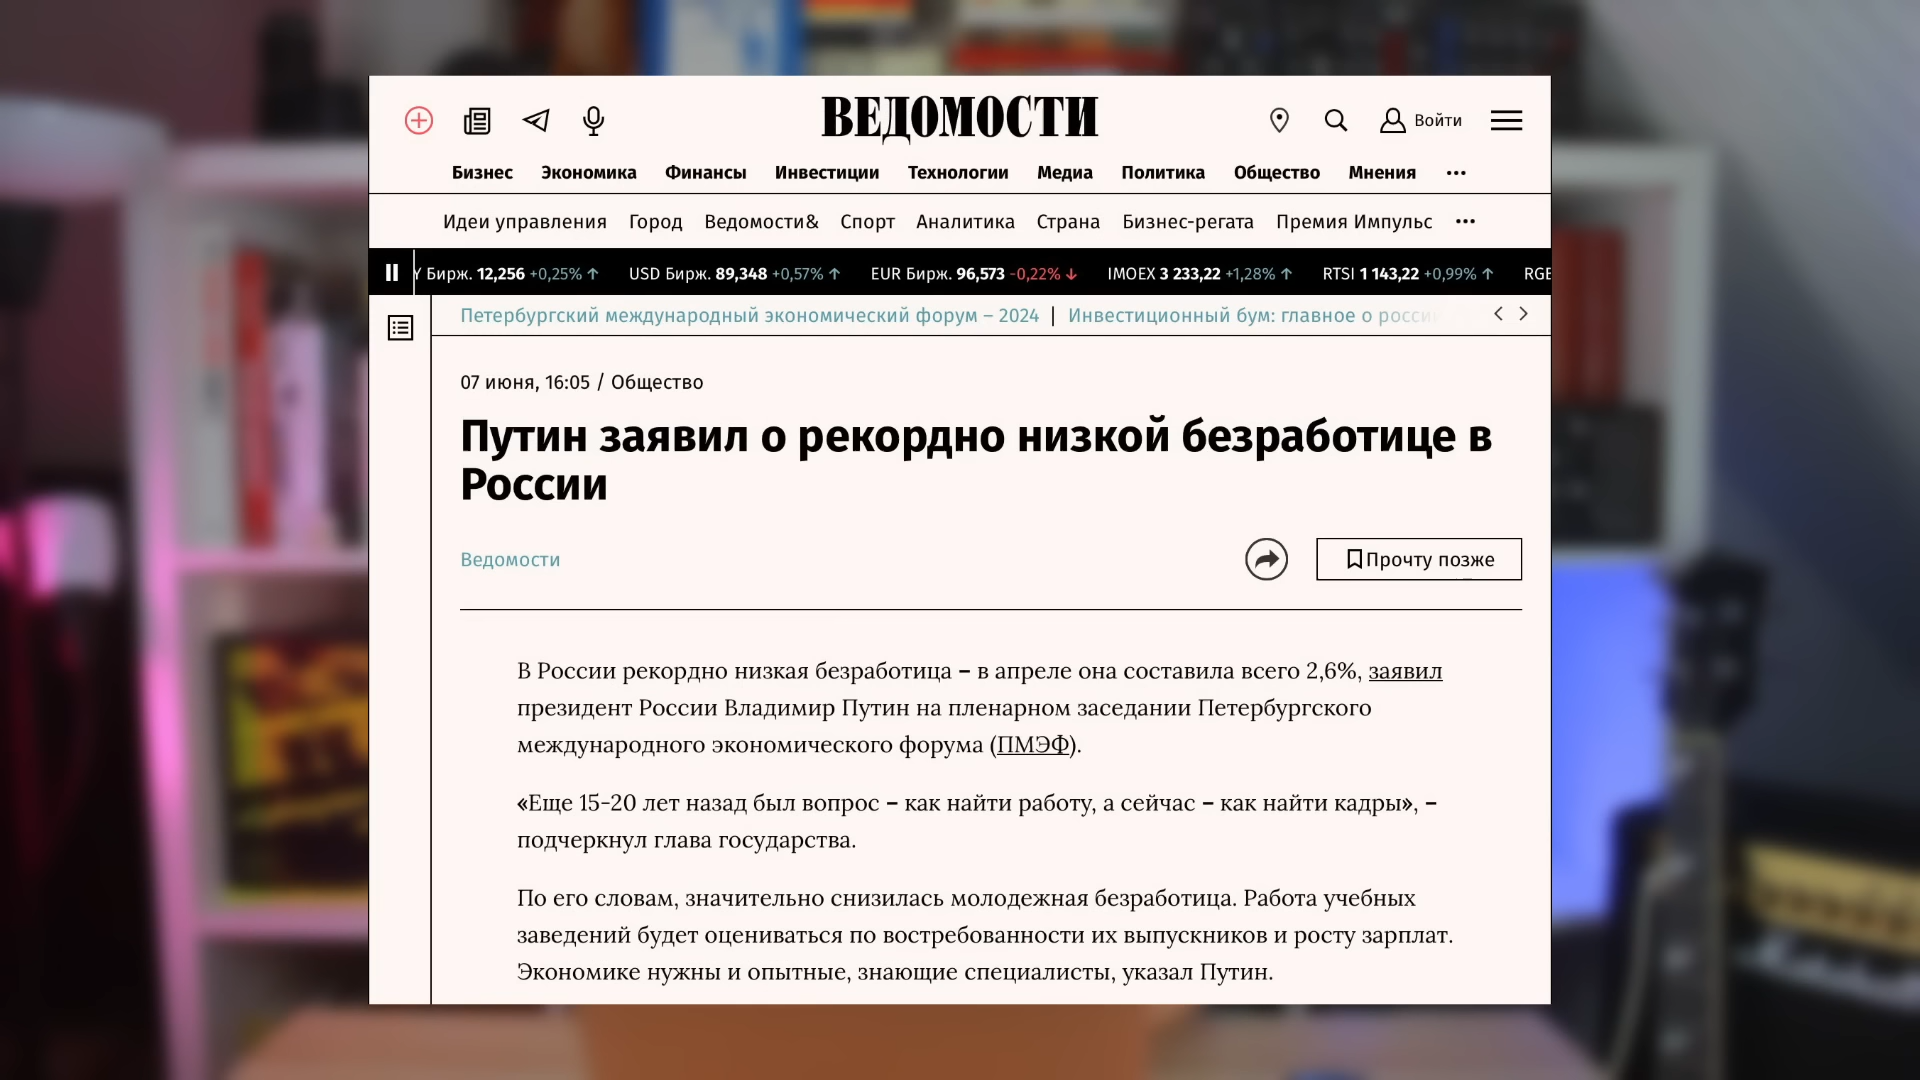 ВЕДОМОСТИ
Войти
Бизнес Экономика Финансы Инвестиции Технологии Медиа Политика Общество Мнения ···
Идеи управления Город Ведомости& Спорт Аналитика Страна Бизнес-регата Премия Импульс ···
Бирж. 12,256 +0,25% ↑ USD Бирж. 89,348 +0,57% ↑ EUR Бирж. 96,573 -0,22% ↓ IMOEX 3 233,22 +1,28% ↑ RTSI 1 143,22 +0,99% ↑
Петербургский международный экономический форум – 2024 | Инвестиционный бум: главное о
07 июня, 16:05 / Общество
Путин заявил о рекордно низкой безработице в
России
Ведомости
Прочту позже
В России рекордно низкая безработица – в апреле она составила всего 2,6%, заявил
президент России Владимир Путин на пленарном заседании Петербургского
международного экономического форума (ПМЭФ).
«Еще 15-20 лет назад был вопрос – как найти работу, а сейчас – как найти кадры», –
подчеркнул глава государства.
По его словам, значительно снизилась молодежная безработица. Работа учебных
заведений будет оцениваться по востребованности их выпускников и росту зарплат.
Экономике нужны и опытные, знающие специалисты, указал Путин.